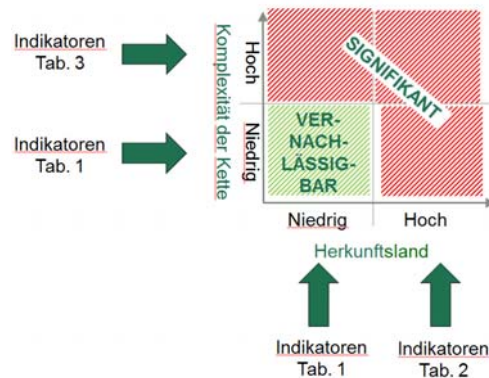 Indikatoren
Tab. 3
Indikatoren
Tab. 1
Komplexität der Kette
Hoch
Niedrig
SIGNIFIKANT
VER-
NACH-
LÄSSIG-
BAR
Niedrig
Hoch
Herkunftsland
Indikatoren
Tab. 1
Indikatoren
Tab. 2